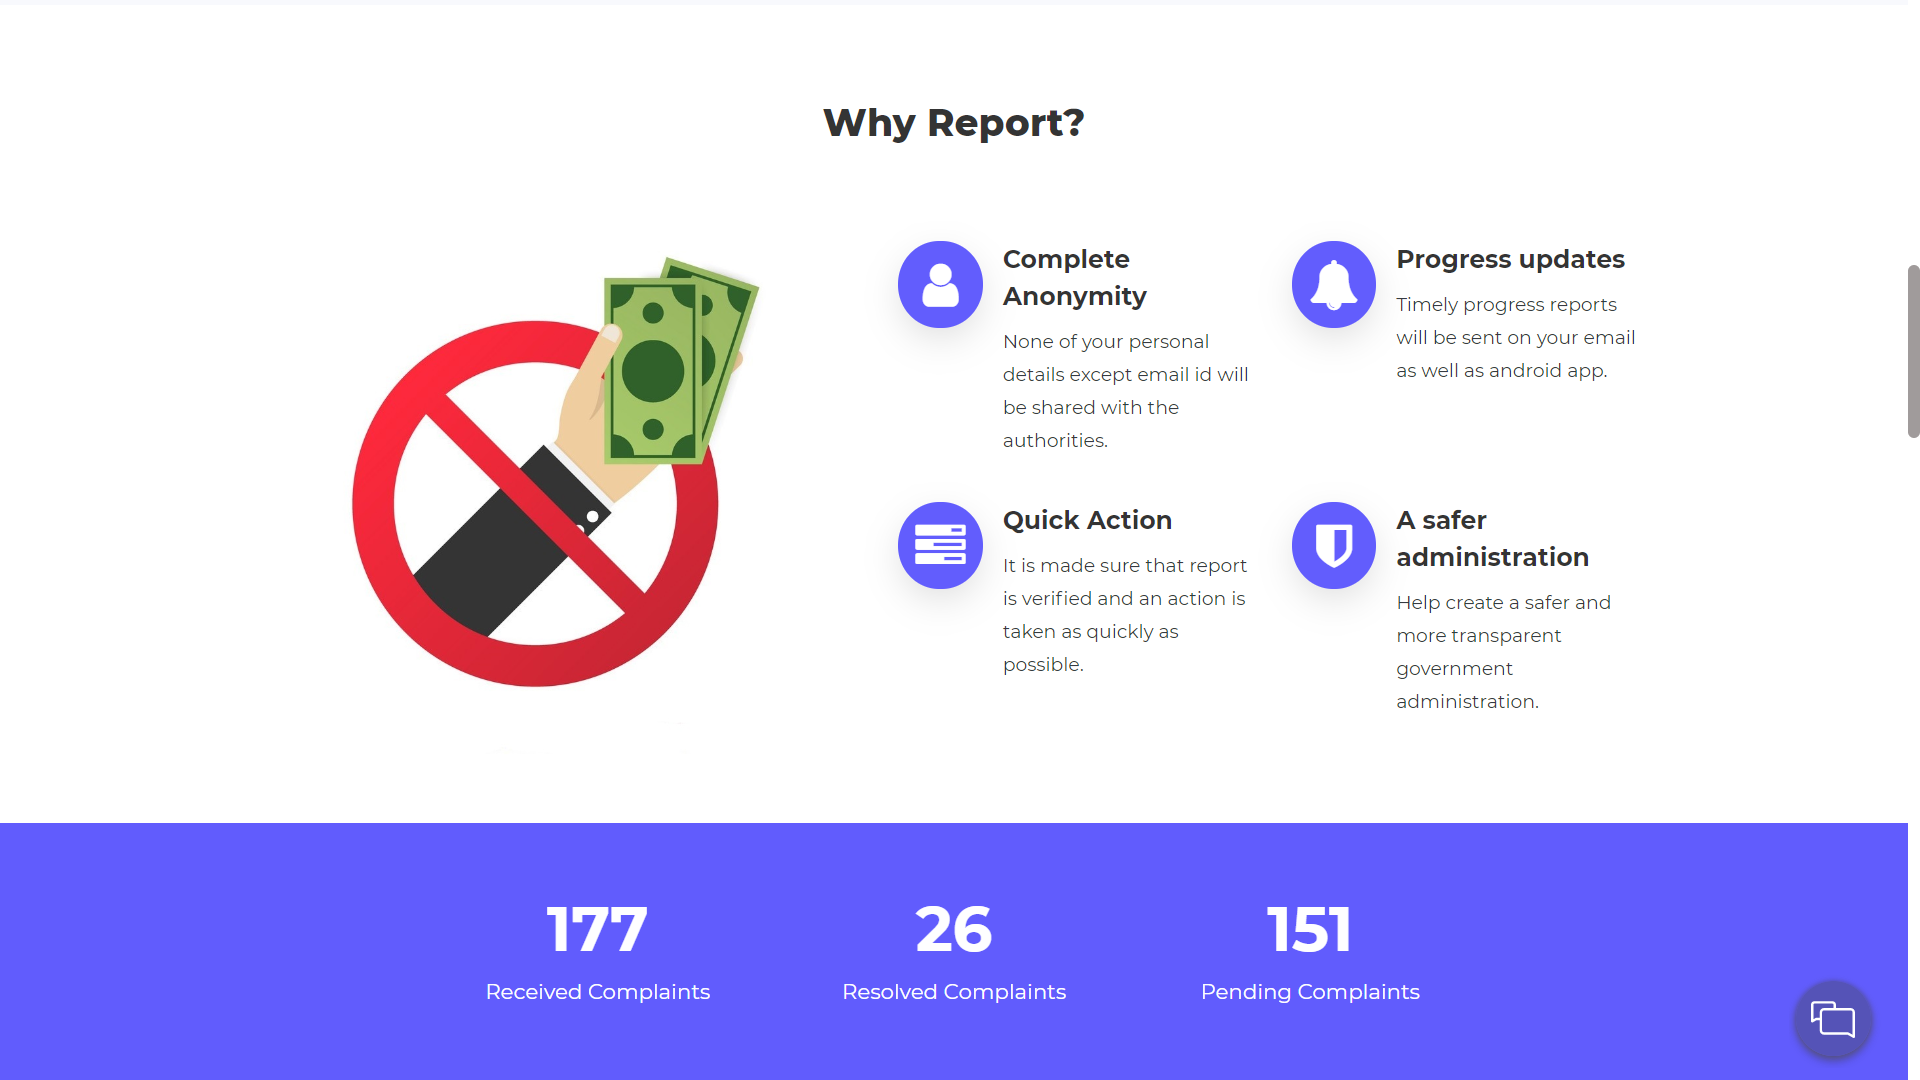 Why Report?
Complete
Anonymity
None of your personal
details except email id will
be shared with the
authorities.
Progress updates
Timely progress reports
will be sent on your email
as well as android app.
Quick Action
It is made sure that report
is verified and an action is
taken as quickly as
possible.
A safer
administration
Help create a safer and
more transparent
government
administration.
177
Received Complaints
26
Resolved Complaints
151
Pending Complaints